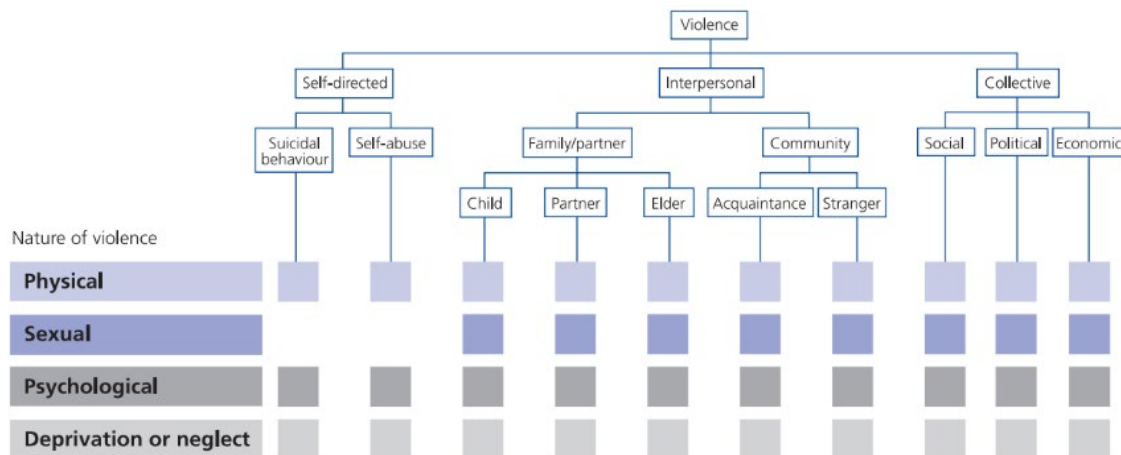 Violence
Self-directed
Interpersonal
Collective
Suicidal
behaviour
Self-abuse
Family/partner
Community
Social
Political
Economic
Child
Partner
Elder
Acquaintance
Stranger
Nature of violence
Physical
Sexual
Psychological
Deprivation or neglect